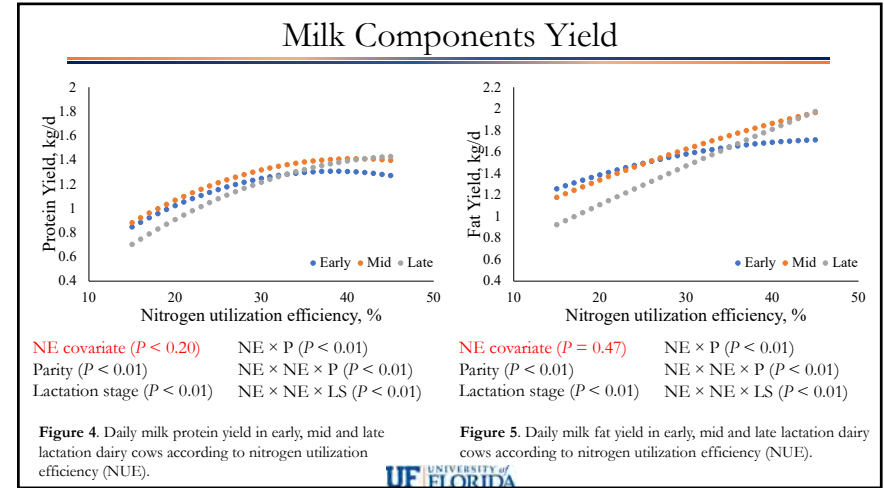 Milk Components Yield
Protein Yield, kg/d
2
1.8
1.6
1.4
1.2
1
0.8
0.6
0.4
10 20 30 40 50
Nitrogen utilization efficiency, %
Early Mid Late
NE covariate (P < 0.20) NE × P (P < 0.01)
Parity (P < 0.01) NE × NE × P (P < 0.01)
Lactation stage (P < 0.01) NE × NE × LS (P < 0.01)
Figure 4. Daily milk protein yield in early, mid and late
lactation dairy cows according to nitrogen utilization
efficiency (NUE).
Fat Yield, kg/d
2.2
2
1.8
1.6
1.4
1.2
1
0.8
0.6
0.4
10 20 30 40 50
Nitrogen utilization efficiency, %
Early Mid Late
NE covariate (P = 0.47) NE × P (P < 0.01)
Parity (P < 0.01) NE × NE × P (P < 0.01)
Lactation stage (P < 0.01) NE × NE × LS (P < 0.01)
Figure 5. Daily milk fat yield in early, mid and late lactation dairy
cows according to nitrogen utilization efficiency (NUE).
UF UNIVERSITY of
FLORIDA